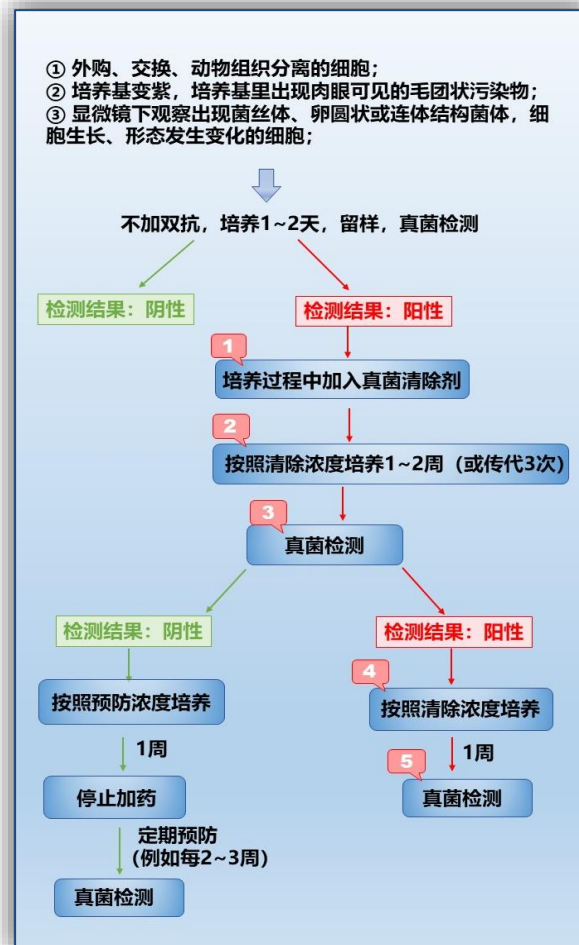 ① 外购、交换、动物组织分离的细胞；
② 培养基变紫，培养基里出现肉眼可见的毛团状污染物；
③ 显微镜下观察出现菌丝体、卵圆状或连体结构菌体，细
胞生长、形态发生变化的细胞；
不加双抗，培养1~2天，留样，真菌检测
检测结果：阴性
检测结果：阳性
1
培养过程中加入真菌清除剂
2
按照清除浓度培养1~2周（或传代3次）
3
真菌检测
检测结果：阴性
检测结果：阳性
4
按照预防浓度培养
按照清除浓度培养
1周
1周
5
停止加药
真菌检测
定期预防
(例如每2~3周)
真菌检测